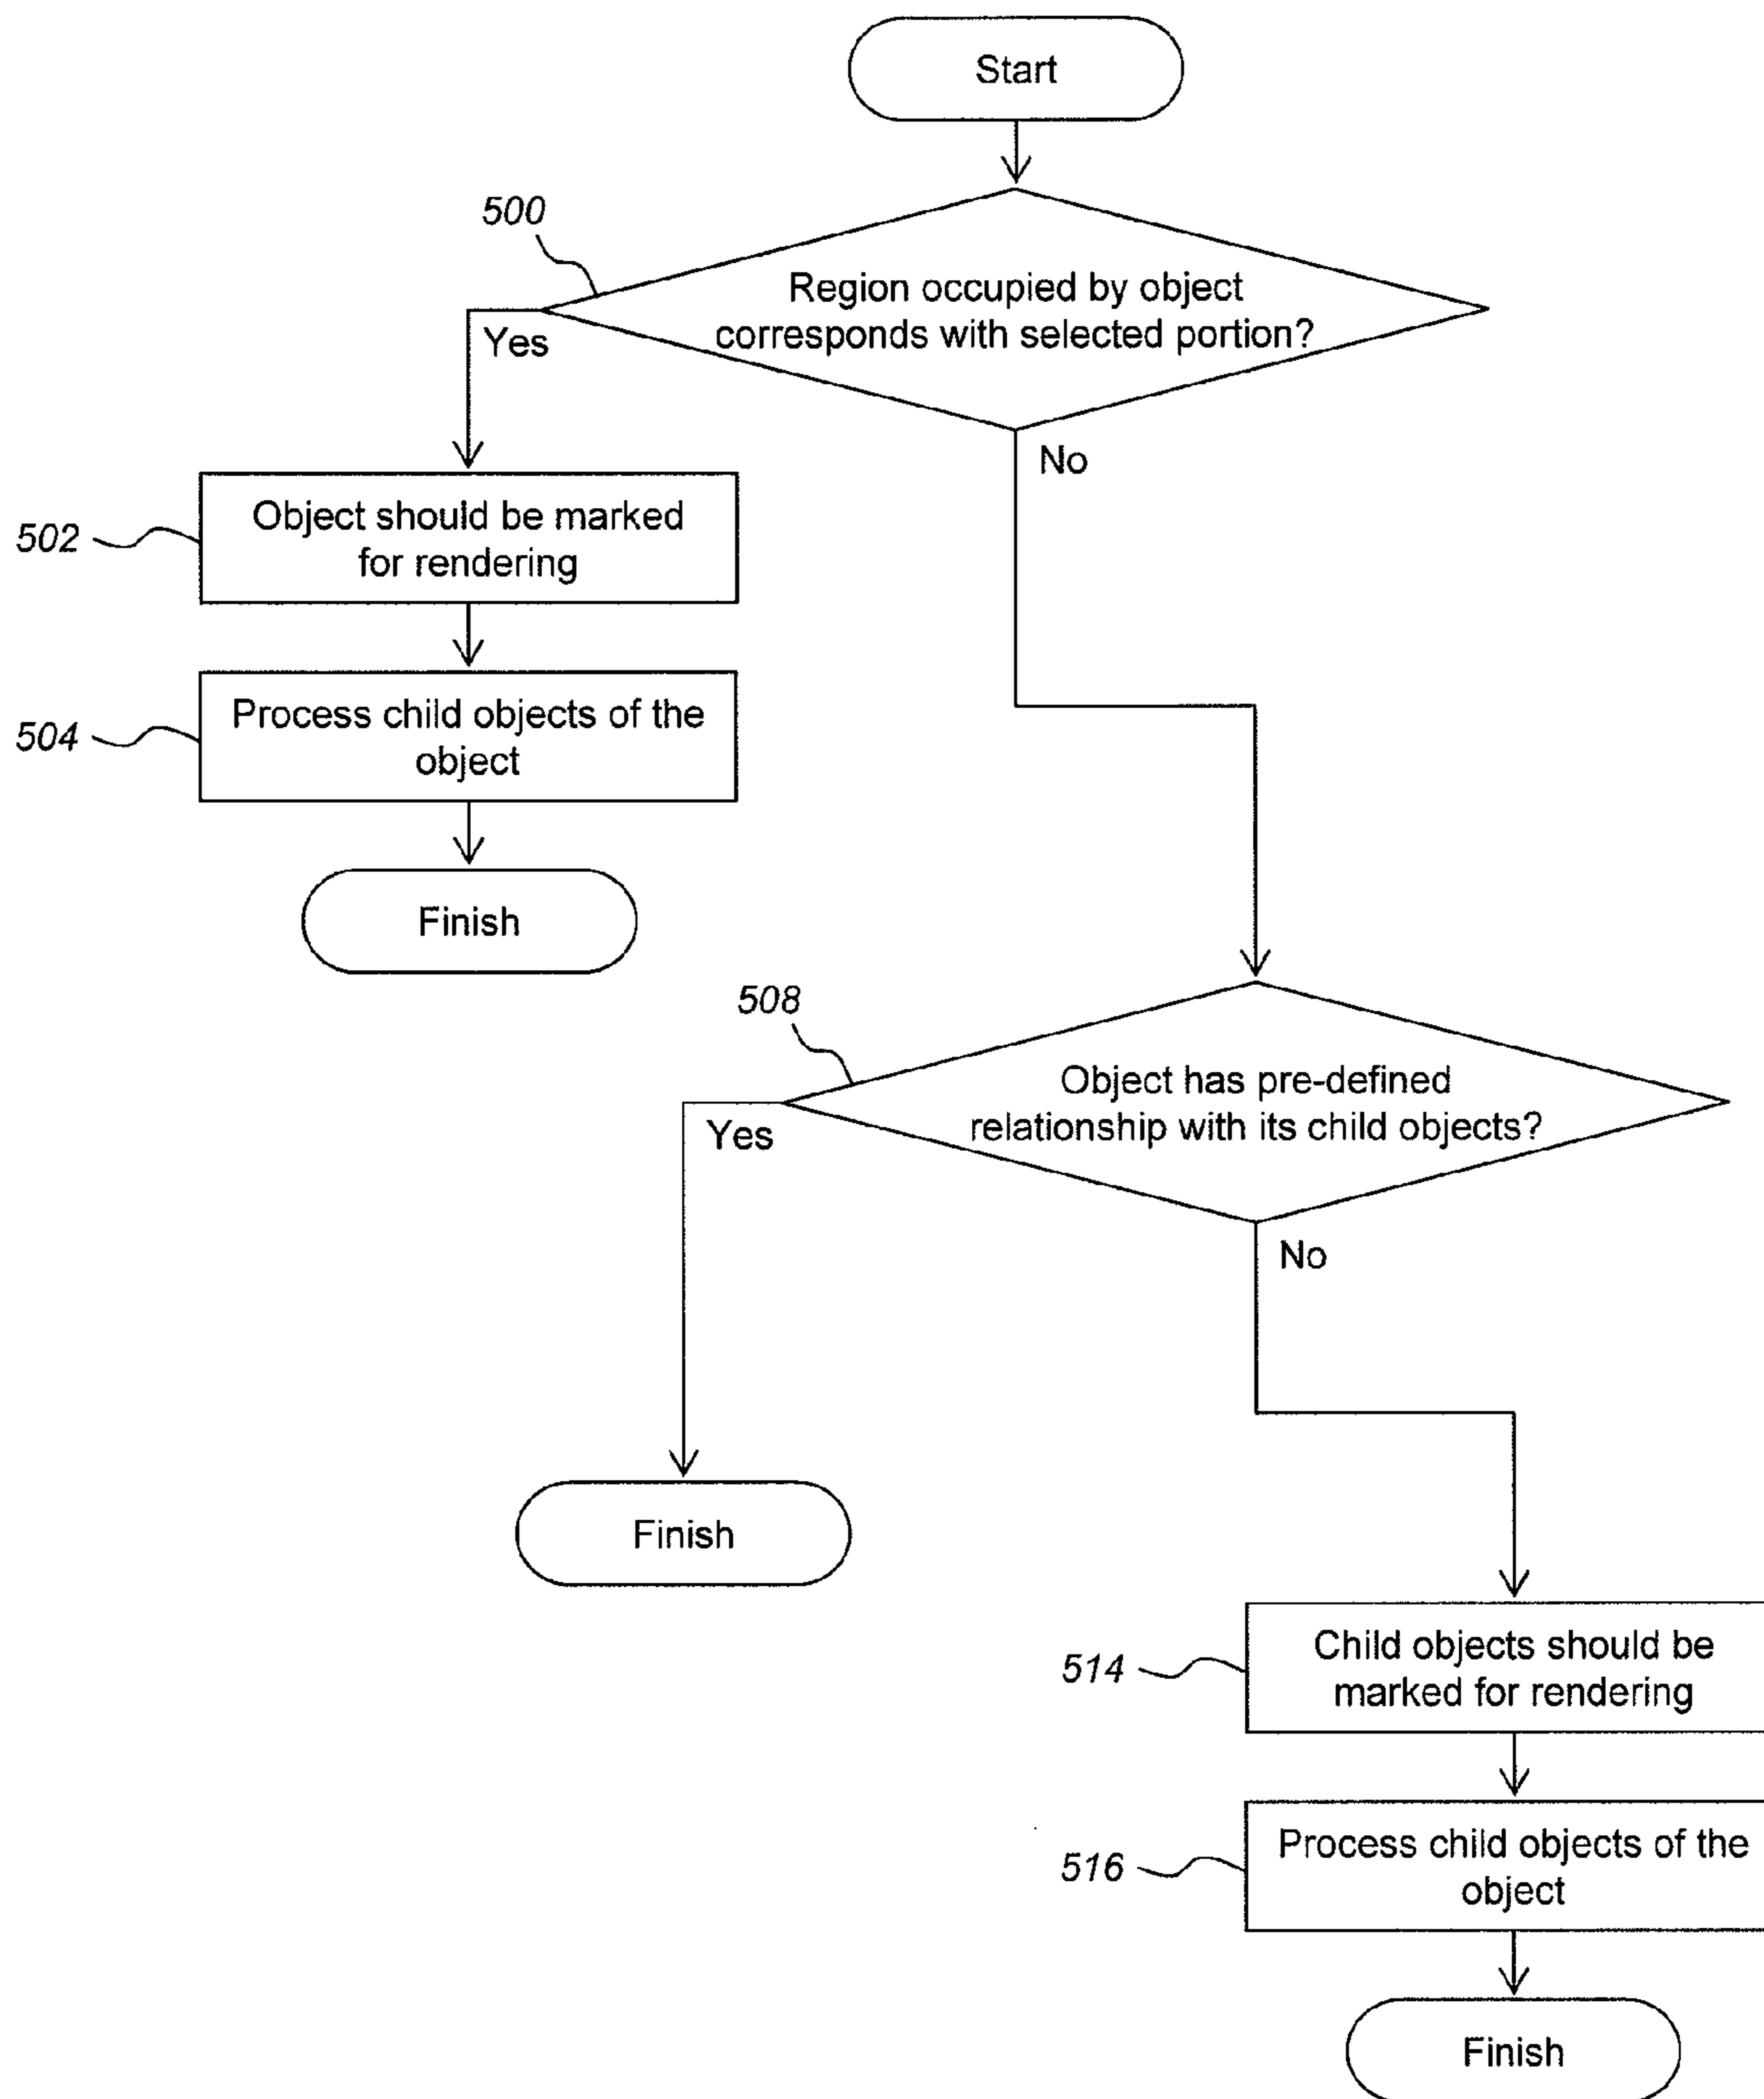 Start
500
Region occupied by object
corresponds with selected portion?
Yes
No
502
Object should be marked
for rendering
504
Process child objects of the
object
Finish
508
Object has pre-defined
relationship with its child objects?
Yes
No
Finish
514
Child objects should be
marked for rendering
516
Process child objects of the
object
Finish